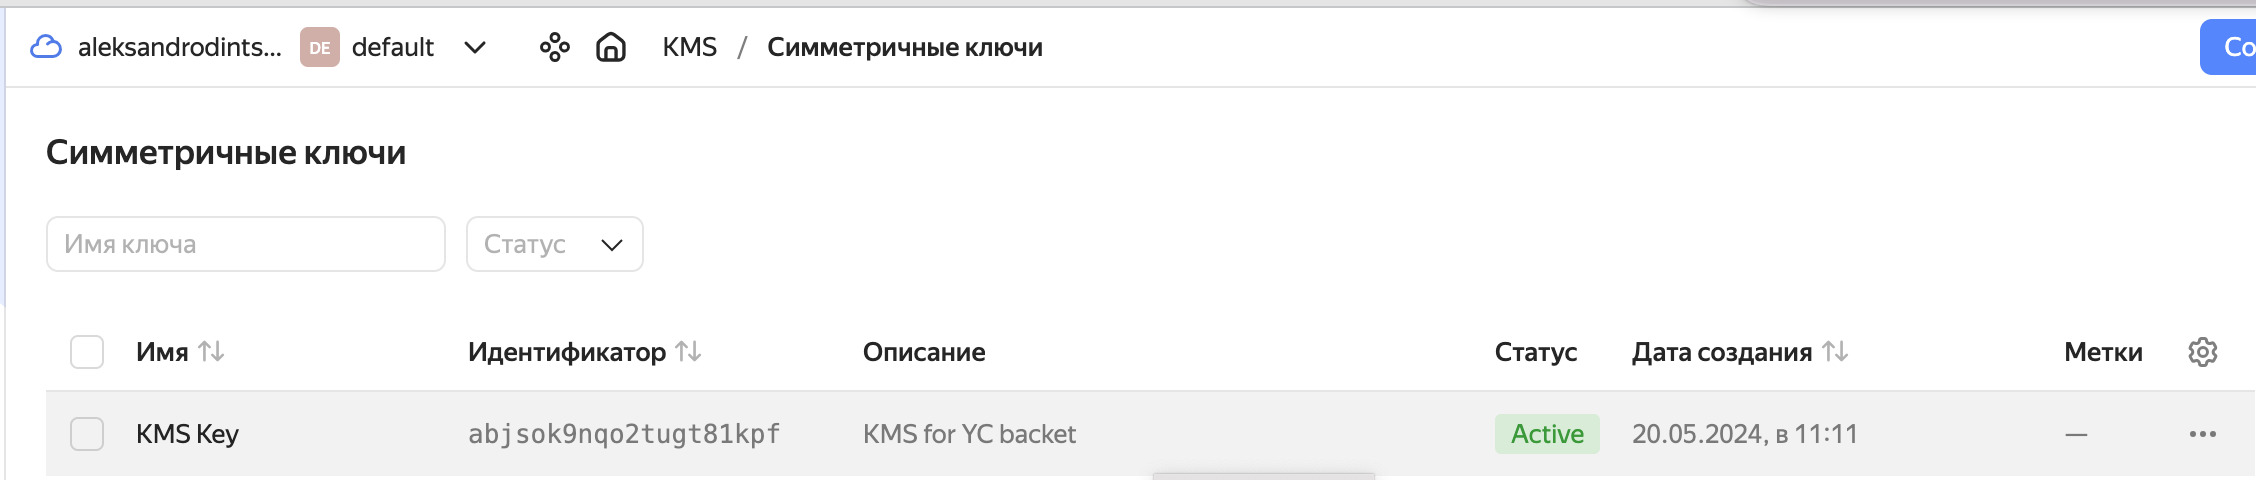 aleksandrodints... DE default KMS / Симметричные ключи
Симметричные ключи
Имя ключа Статус
Имя Идентификатор Описание Статус Дата создания Метки
KMS Key abjsok9nqo2tugt81kpf KMS for YC backet Active 20.05.2024, в 11:11 —